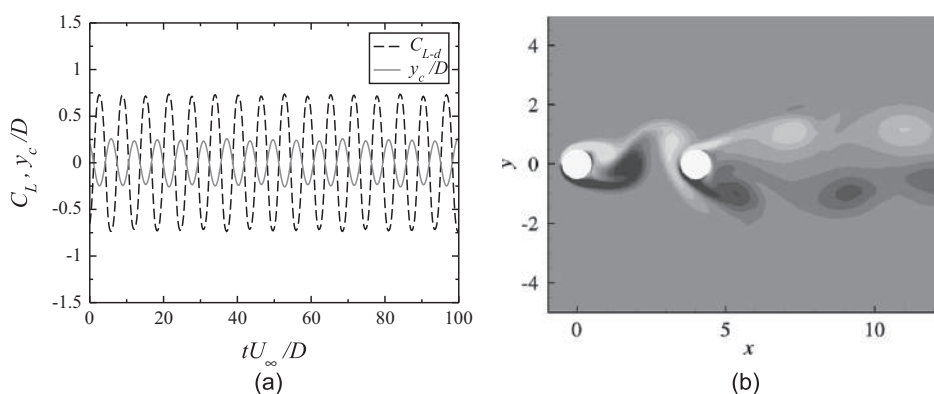 1.5
1
0.5
0
-0.5
-1
-1.5
C_L , y_c /D
C_{L-d}
y_c /D
0 20 40 60 80 100
tU_∞ /D
(a)
y
4
2
0
-2
-4
0 5 10
x
(b)